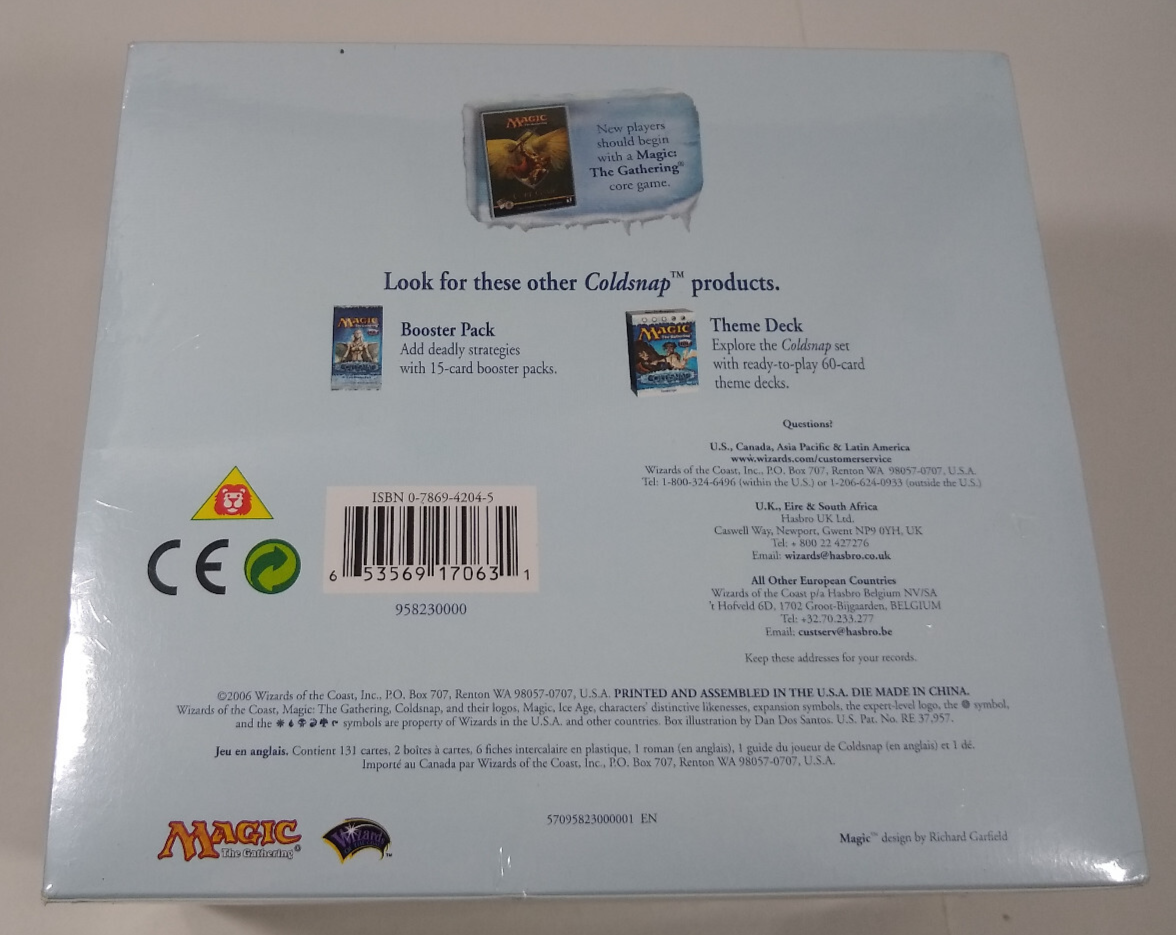 MAGIC
The Gathering
New players
should begin
with a Magic:
The Gathering®
core game.
Look for these other Coldsnap™ products.
MAGIC
The Gathering
Booster Pack
Add deadly strategies
with 15-card booster packs.
MAGIC
The Gathering
Theme Deck
Explore the Coldsnap set
with ready-to-play 60-card
theme decks.
Questions?
U.S., Canada, Asia Pacific & Latin America
www.wizards.com/customerservice
Wizards of the Coast, Inc., P.O. Box 707, Renton WA 98057-0707, U.S.A.
Tel: 1-800-324-6496 (within the U.S.) or 1-206-624-0933 (outside the U.S.)
U.K., Eire & South Africa
Hasbro UK Ltd.
Caswell Way, Newport, Gwent NP9 0YH, UK
Tel: + 800 22 427276
Email: wizards@hasbro.co.uk
All Other European Countries
Wizards of the Coast p/a Hasbro Belgium NV/SA
't Hofveld 6D, 1702 Groot-Bijgaarden, BELGIUM
Tel: +32.70.233.277
Email: custserv@hasbro.be
Keep these addresses for your records.
CE
ISBN 0-7869-4204-5
6 53569 17063 1
958230000
©2006 Wizards of the Coast, Inc., P.O. Box 707, Renton WA 98057-0707, U.S.A. PRINTED AND ASSEMBLED IN THE U.S.A. DIE MADE IN CHINA.
Wizards of the Coast, Magic: The Gathering, Coldsnap, and their logos, Magic, Ice Age, characters' distinctive likenesses, expansion symbols, the expert-level logo, the symbol,
and the symbols are property of Wizards in the U.S.A. and other countries. Box illustration by Dan Dos Santos. U.S. Pat. No. RE 37,957.
Jeu en anglais. Contient 131 cartes, 2 boîtes à cartes, 6 fiches intercalaire en plastique, 1 roman (en anglais), 1 guide du joueur de Coldsnap (en anglais) et 1 dé.
Importé au Canada par Wizards of the Coast, Inc., P.O. Box 707, Renton WA 98057-0707, U.S.A.
57095823000001 EN
MAGIC
The Gathering®
Wizards
™
Magic™ design by Richard Garfield